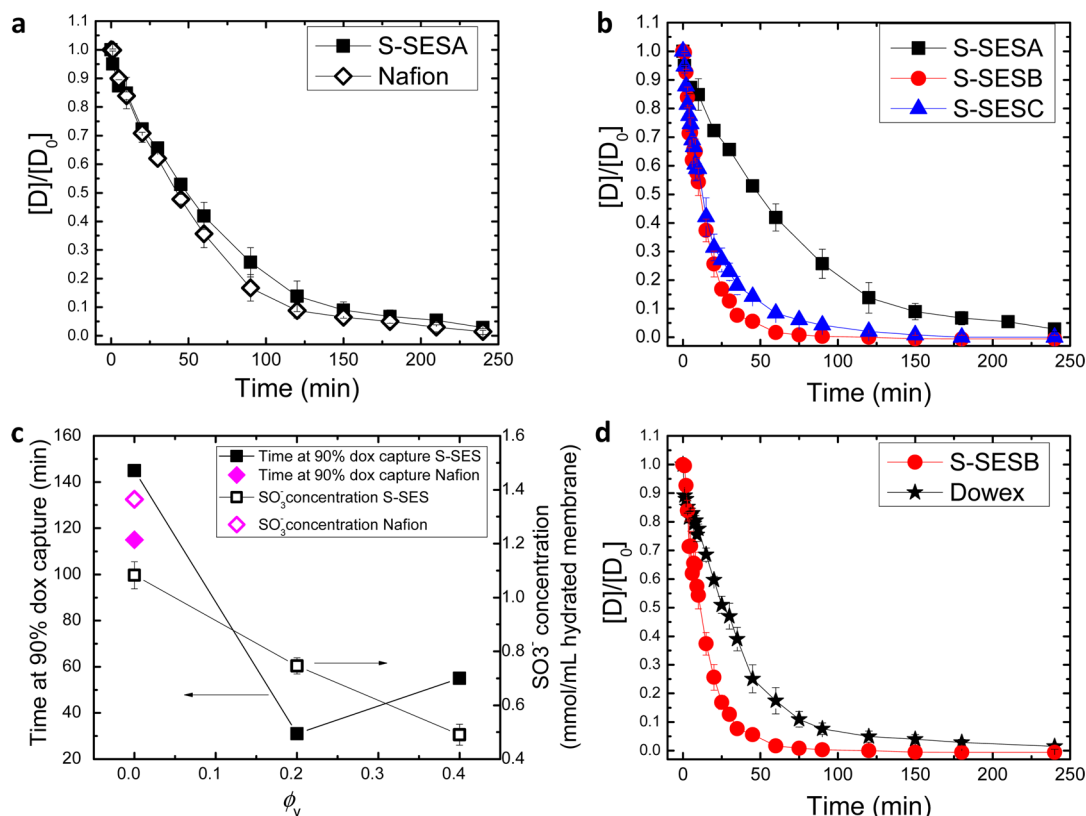 a
1.1
1.0
0.9
0.8
0.7
0.6
0.5
0.4
0.3
0.2
0.1
0.0
[D]/[D₀]
S-SESA
Nafion
0 50 100 150 200 250
Time (min)
b
1.1
1.0
0.9
0.8
0.7
0.6
0.5
0.4
0.3
0.2
0.1
0.0
[D]/[D₀]
S-SESA
S-SESB
S-SESC
0 50 100 150 200 250
Time (min)
c
160
140
120
100
80
60
40
20
Time at 90% dox capture (min)
Time at 90% dox capture S-SES
Time at 90% dox capture Nafion
SO₃⁻ concentration S-SES
SO₃⁻ concentration Nafion
1.6
1.4
1.2
1.0
0.8
0.6
0.4
SO3⁻ concentration
(mmol/mL hydrated membrane)
0.0 0.1 0.2 0.3 0.4 0.5
ϕᵥ
d
1.1
1.0
0.9
0.8
0.7
0.6
0.5
0.4
0.3
0.2
0.1
0.0
[D]/[D₀]
S-SESB
Dowex
0 50 100 150 200 250
Time (min)